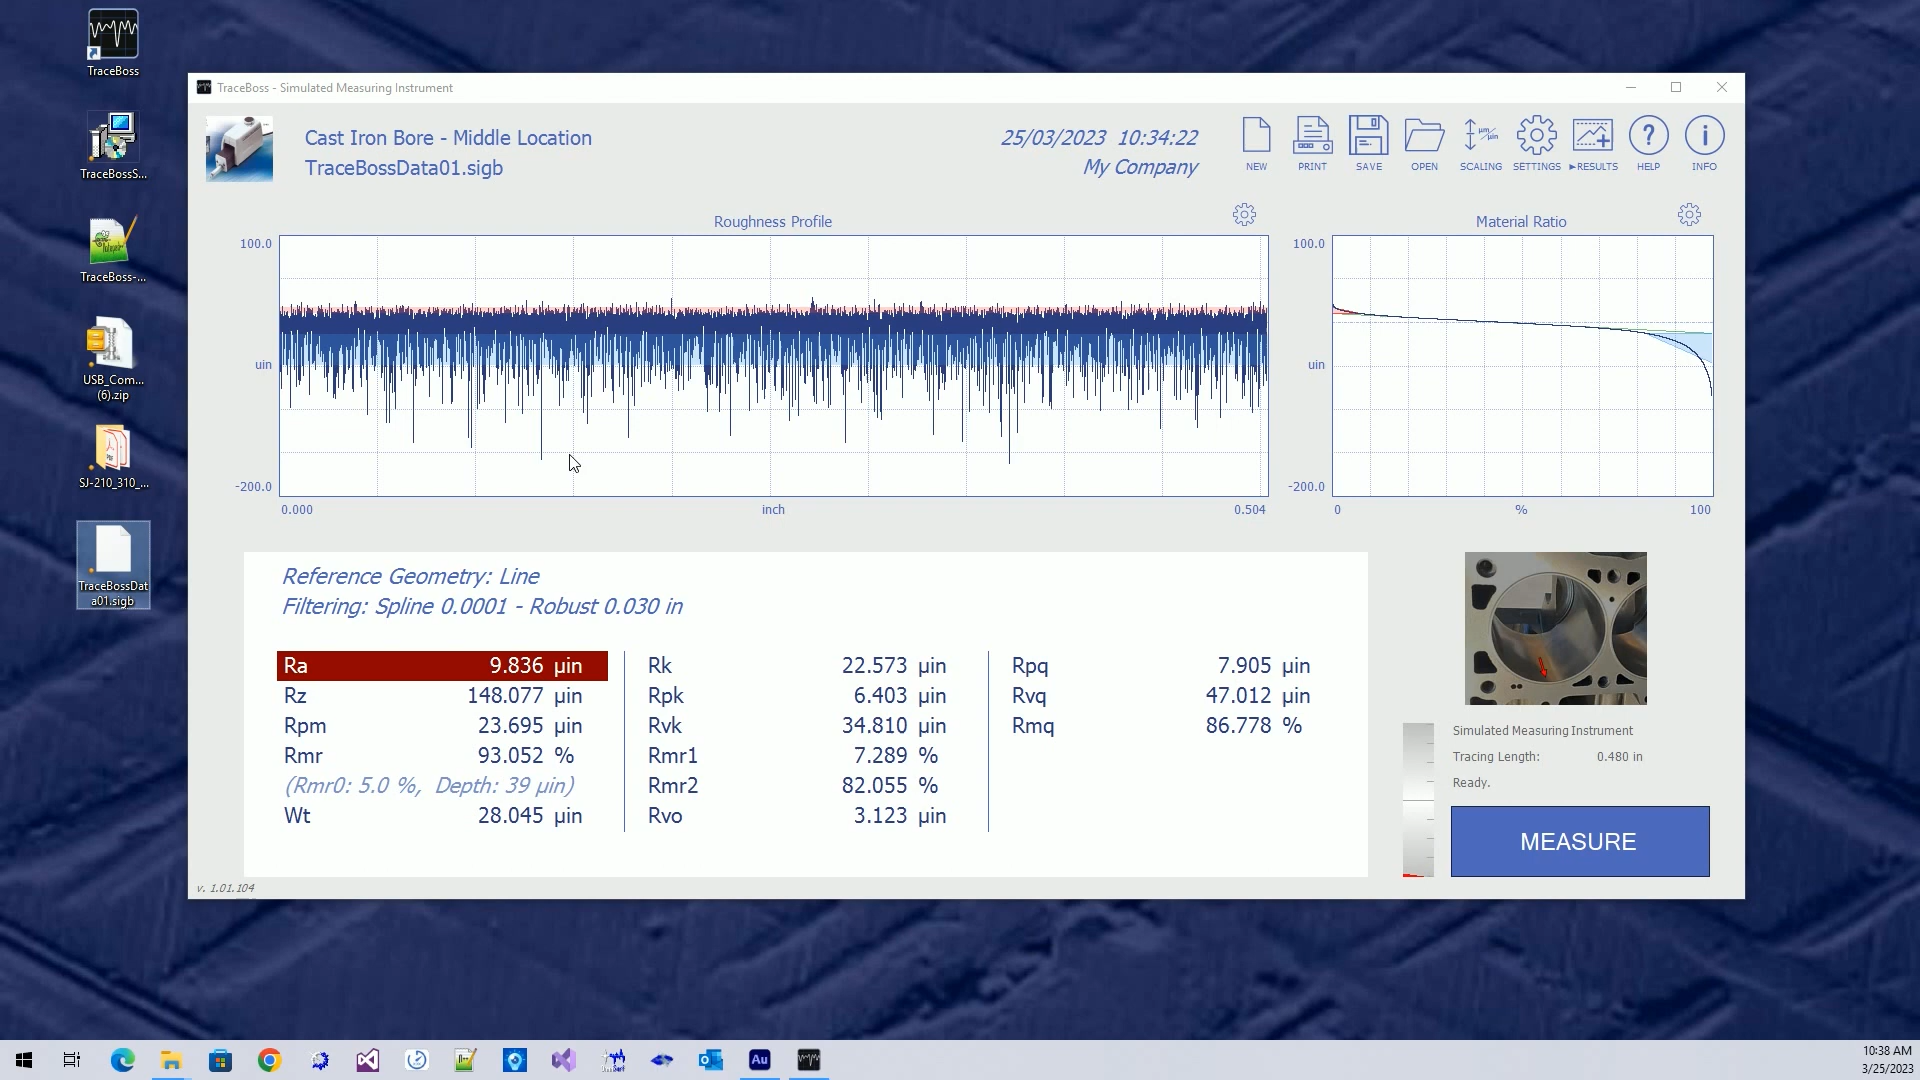 TraceBoss
TraceBossS...
TraceBoss-...
USB_Com...
(6).zip
SJ-210_310_...
TraceBossDat
a01.sigb
TraceBoss - Simulated Measuring Instrument
Cast Iron Bore - Middle Location
TraceBossData01.sigb
25/03/2023 10:34:22
My Company
NEW
PRINT
SAVE
OPEN
SCALING
SETTINGS
►RESULTS
HELP
INFO
Roughness Profile
100.0
uin
-200.0
0.000
inch
0.504
Material Ratio
100.0
uin
-200.0
0
%
100
Reference Geometry: Line
Filtering: Spline 0.0001 - Robust 0.030 in
Ra 9.836 µin
Rz 148.077 µin
Rpm 23.695 µin
Rmr 93.052 %
(Rmr0: 5.0 %, Depth: 39 µin)
Wt 28.045 µin
Rk 22.573 µin
Rpk 6.403 µin
Rvk 34.810 µin
Rmr1 7.289 %
Rmr2 82.055 %
Rvo 3.123 µin
Rpq 7.905 µin
Rvq 47.012 µin
Rmq 86.778 %
Simulated Measuring Instrument
Tracing Length: 0.480 in
Ready.
MEASURE
v. 1.01.104
Au
10:38 AM
3/25/2023